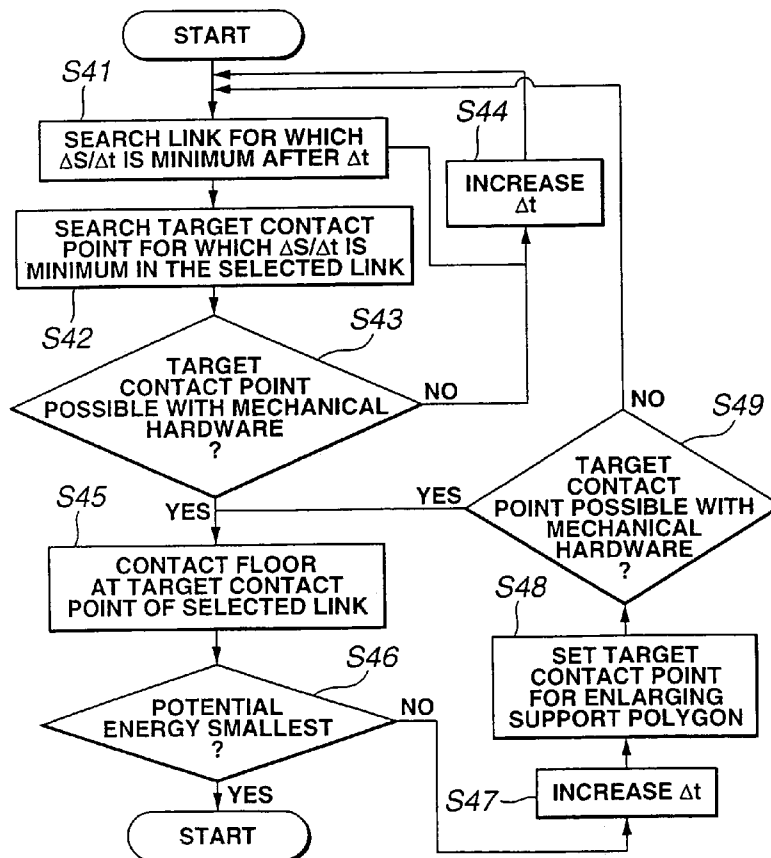 START
S41
SEARCH LINK FOR WHICH
ΔS/Δt IS MINIMUM AFTER Δt
S44
INCREASE
Δt
SEARCH TARGET CONTACT
POINT FOR WHICH ΔS/Δt IS
MINIMUM IN THE SELECTED LINK
S42
S43
TARGET
CONTACT POINT
POSSIBLE WITH MECHANICAL
HARDWARE
?
NO
YES
S45
CONTACT FLOOR
AT TARGET CONTACT
POINT OF SELECTED LINK
S46
POTENTIAL
ENERGY SMALLEST
?
NO
YES
START
S47
INCREASE Δt
S48
SET TARGET
CONTACT POINT
FOR ENLARGING
SUPPORT POLYGON
S49
TARGET
CONTACT
POINT POSSIBLE WITH
MECHANICAL
HARDWARE
?
YES
NO